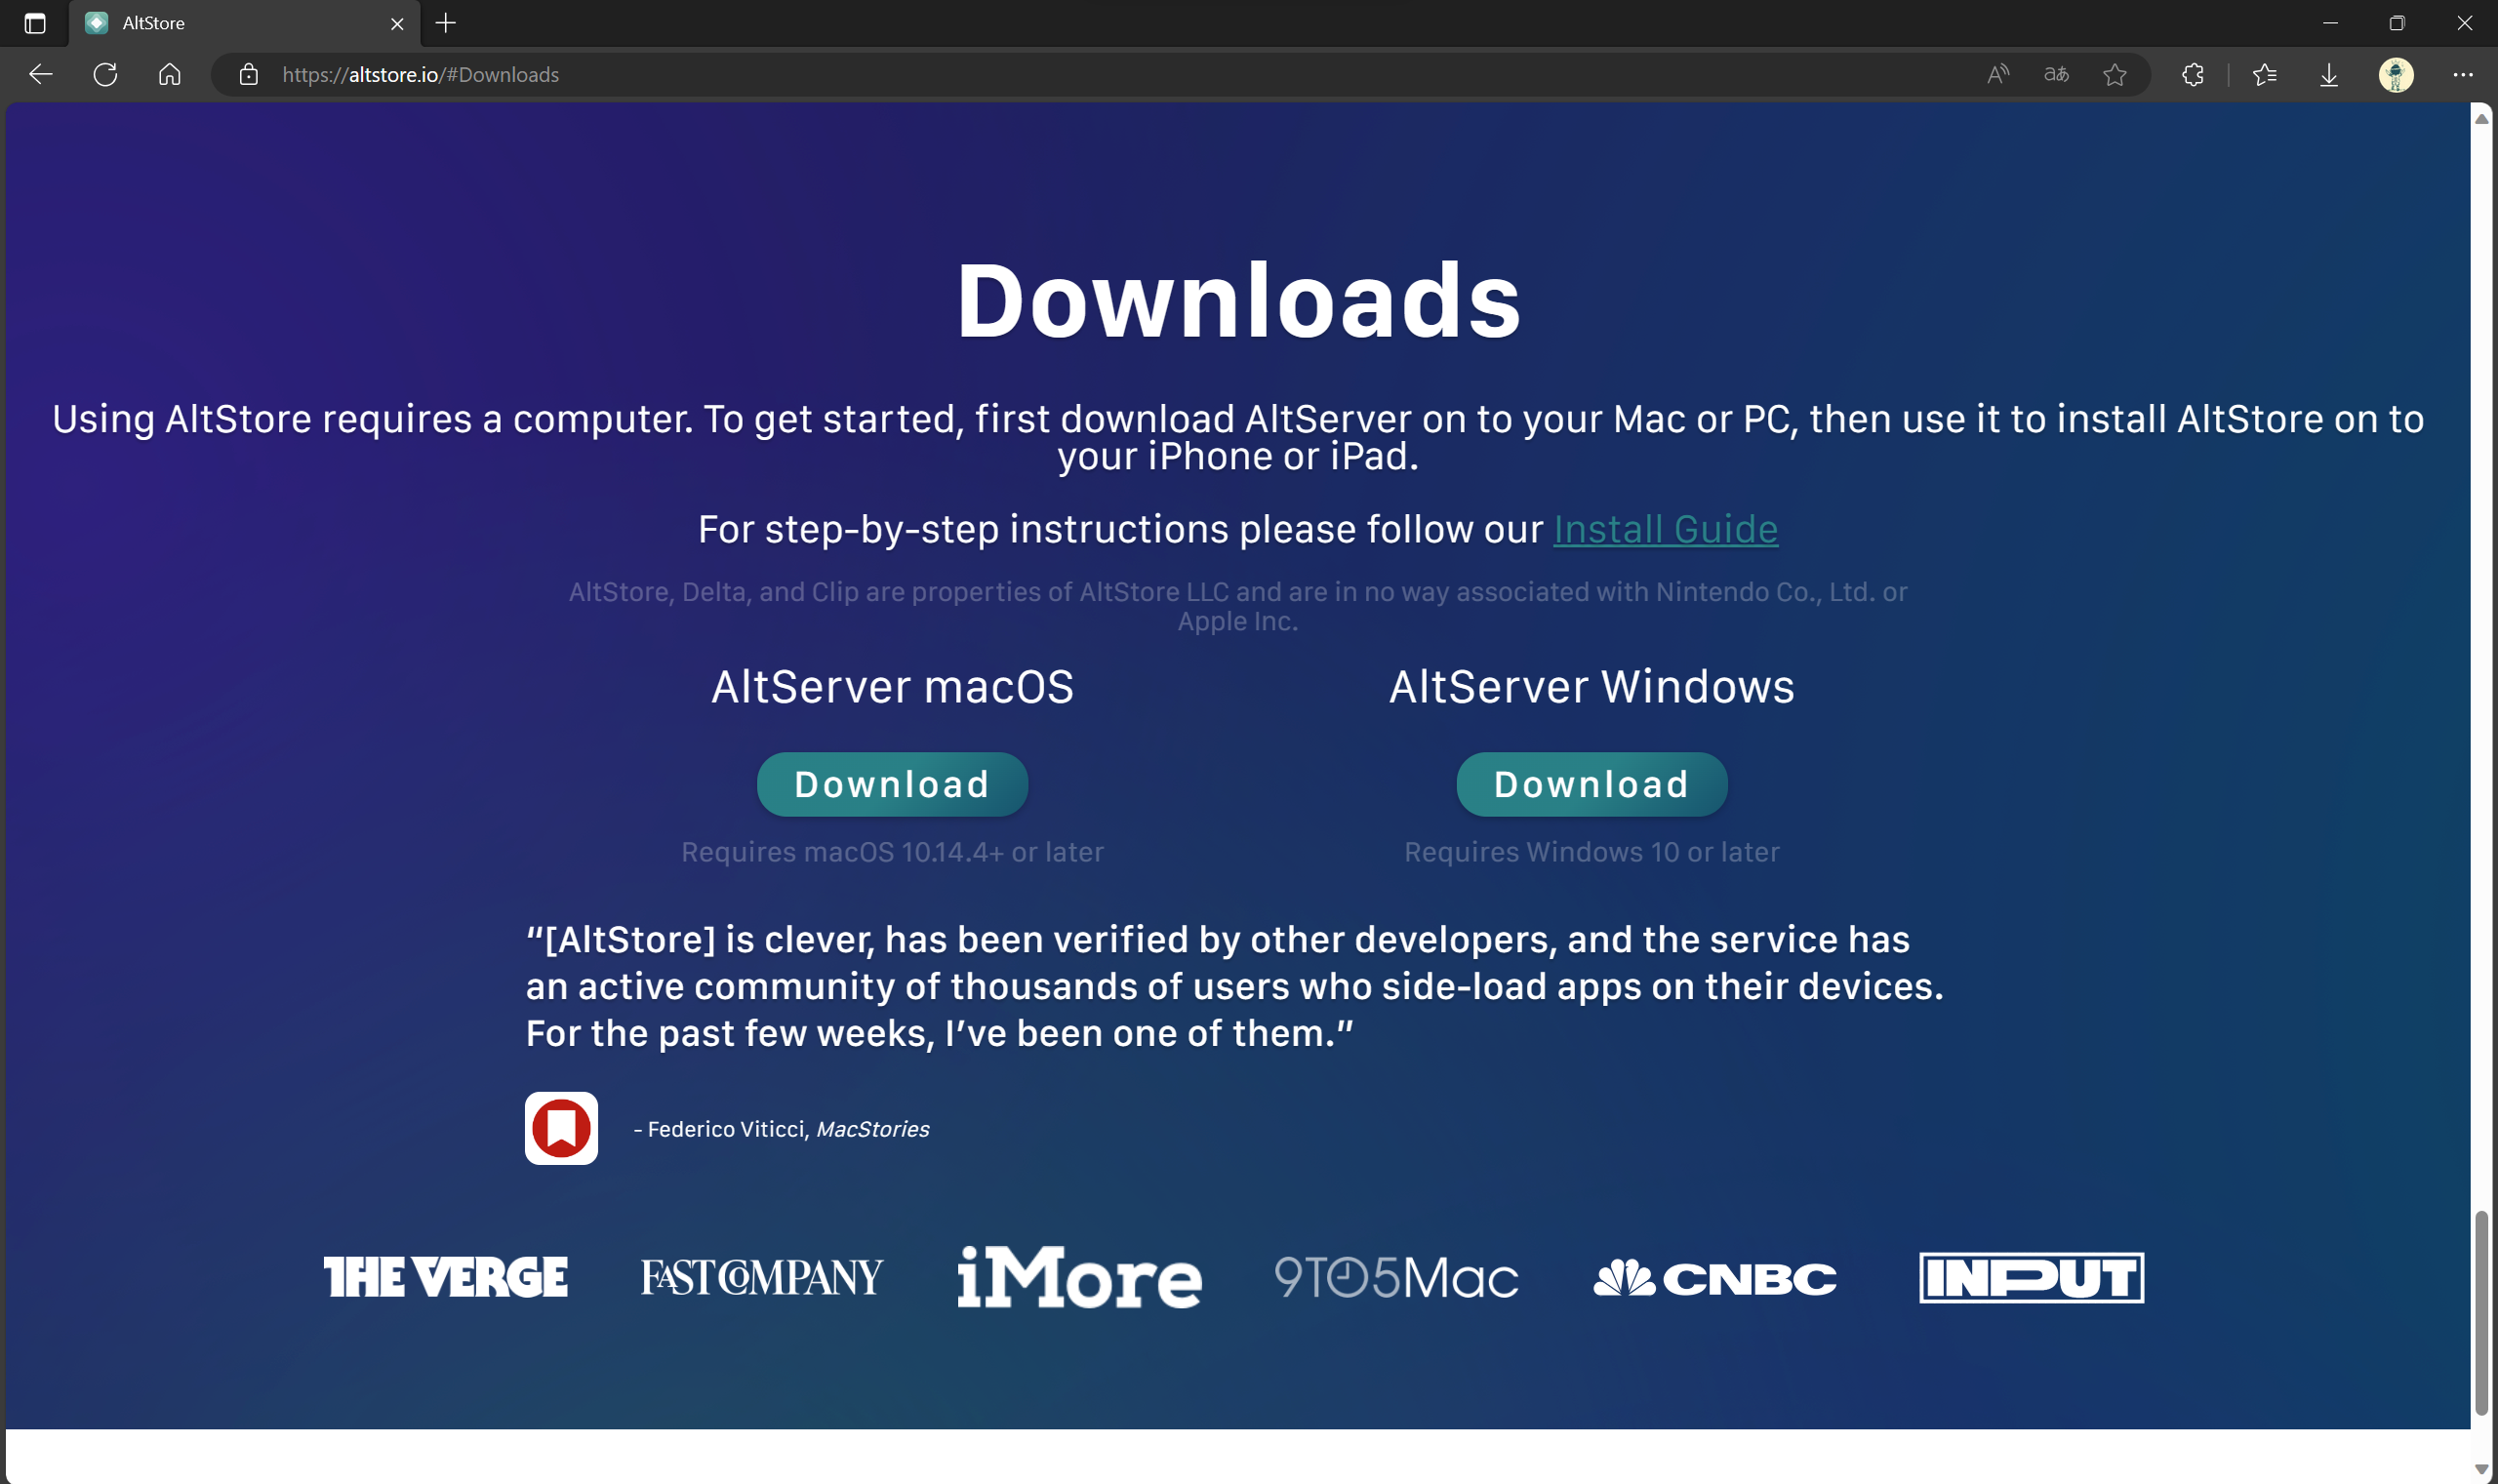 AltStore
https://altstore.io/#Downloads
Downloads
Using AltStore requires a computer. To get started, first download AltServer on to your Mac or PC, then use it to install AltStore on to
your iPhone or iPad.
For step-by-step instructions please follow our Install Guide
AltStore, Delta, and Clip are properties of AltStore LLC and are in no way associated with Nintendo Co., Ltd. or
Apple Inc.
AltServer macOS
Download
Requires macOS 10.14.4+ or later
AltServer Windows
Download
Requires Windows 10 or later
“[AltStore] is clever, has been verified by other developers, and the service has
an active community of thousands of users who side-load apps on their devices.
For the past few weeks, I’ve been one of them.”
- Federico Viticci, MacStories
THE VERGE
FAST COMPANY
iMore
9TO5Mac
CNBC
INPUT